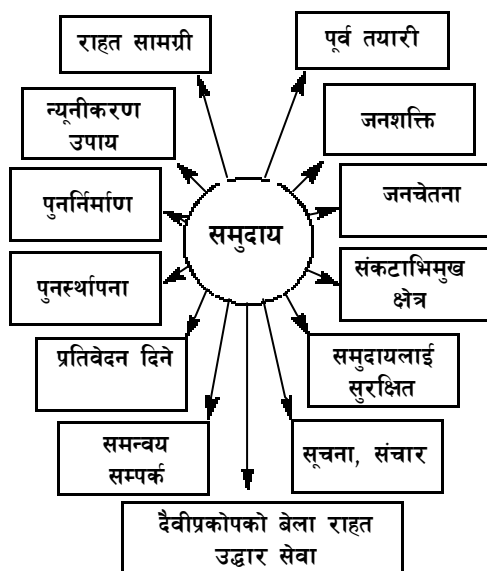 राहत सामग्री
पूर्व तयारी
न्यूनीकरण
उपाय
जनशक्ति
पुनर्निर्माण
जनचेतना
समुदाय
पुनर्स्थापना
संकटाभिमुख
क्षेत्र
प्रतिवेदन दिने
समुदायलाई
सुरक्षित
समन्वय
सम्पर्क
सूचना, संचार
दैवीप्रकोपको बेला राहत
उद्धार सेवा